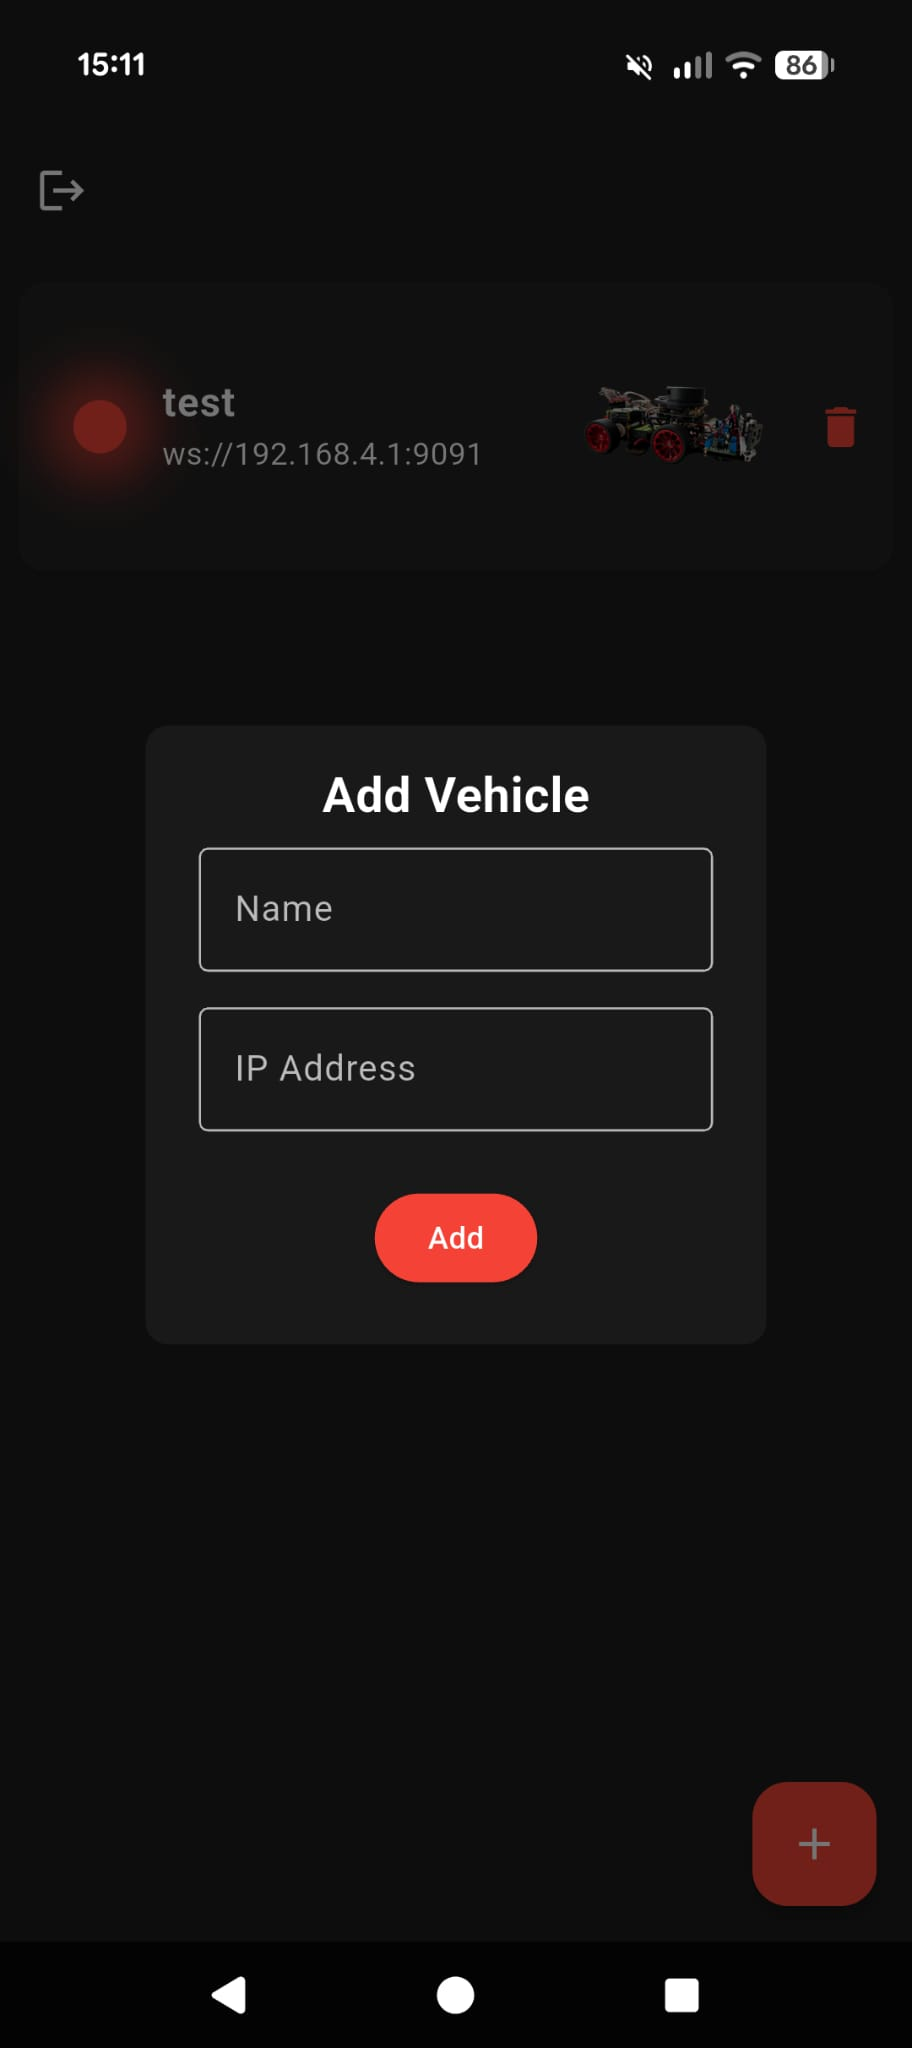 15:11
86
test
ws://192.168.4.1:9091
Add Vehicle
Name
IP Address
Add